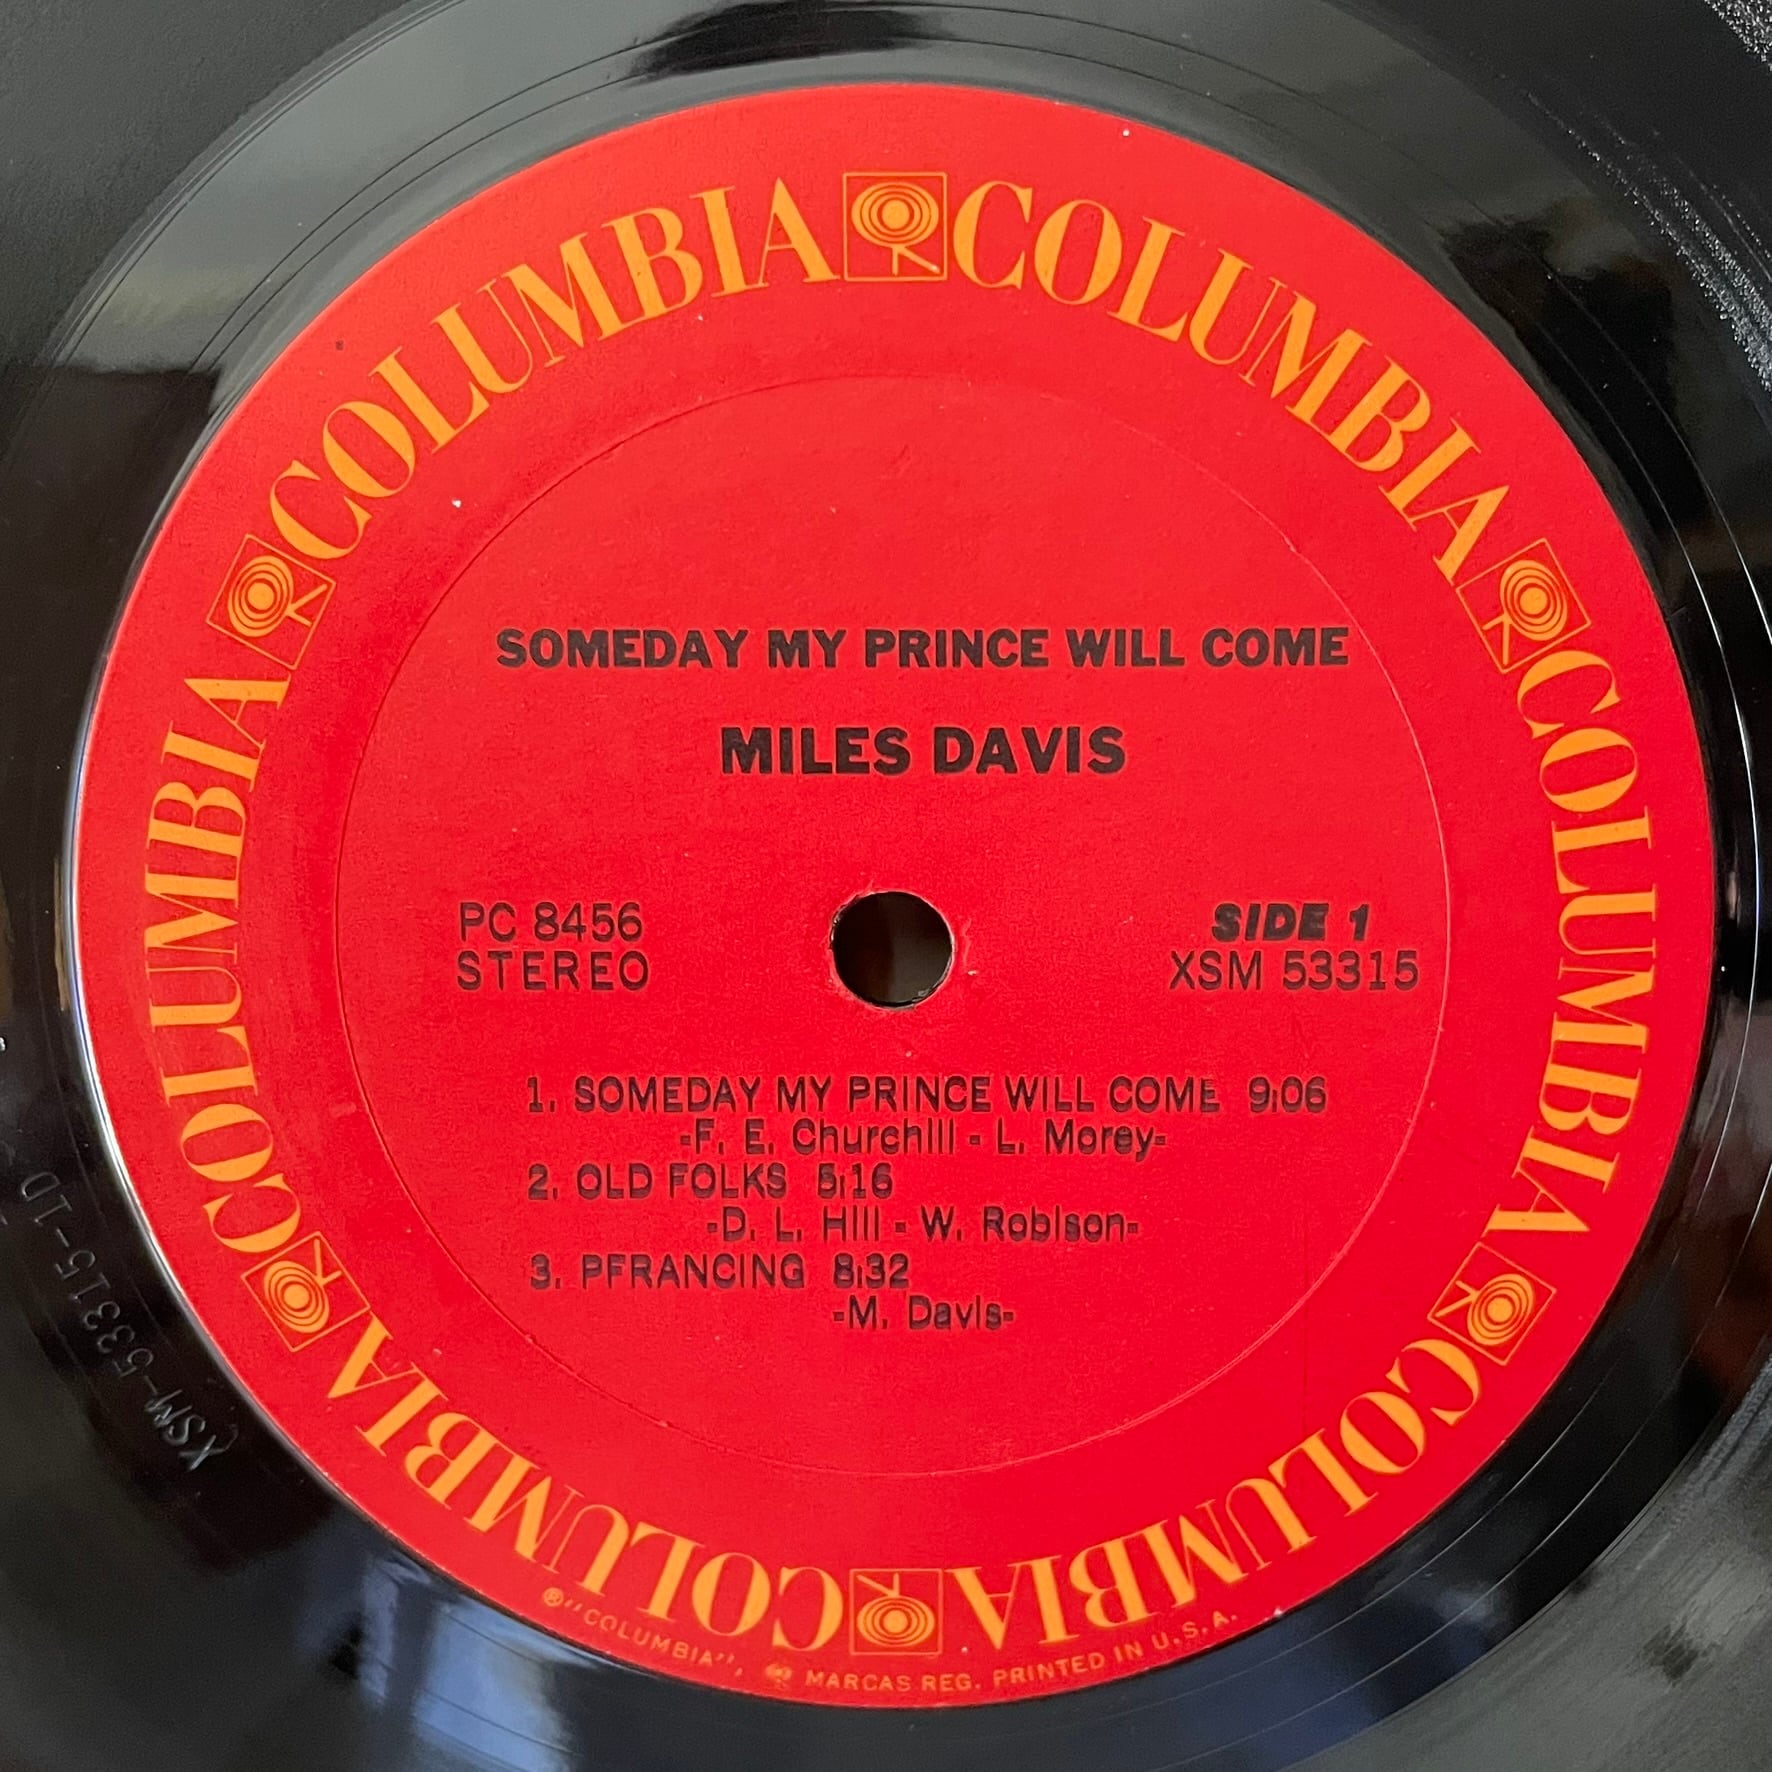 COLUMBIA COLUMBIA COLUMBIA COLUMBIA COLUMBIA COLUMBIA
SOMEDAY MY PRINCE WILL COME
MILES DAVIS
PC 8456
STEREO
SIDE 1
XSM 53315
1. SOMEDAY MY PRINCE WILL COME 9:06
-F. E. Churchill - L. Morey-
2. OLD FOLKS 5:16
-D. L. Hill - W. Robison-
3. PFRANCING 8:32
-M. Davis-
® "COLUMBIA", MARCAS REG. PRINTED IN U.S.A.
XSM-53315-1D